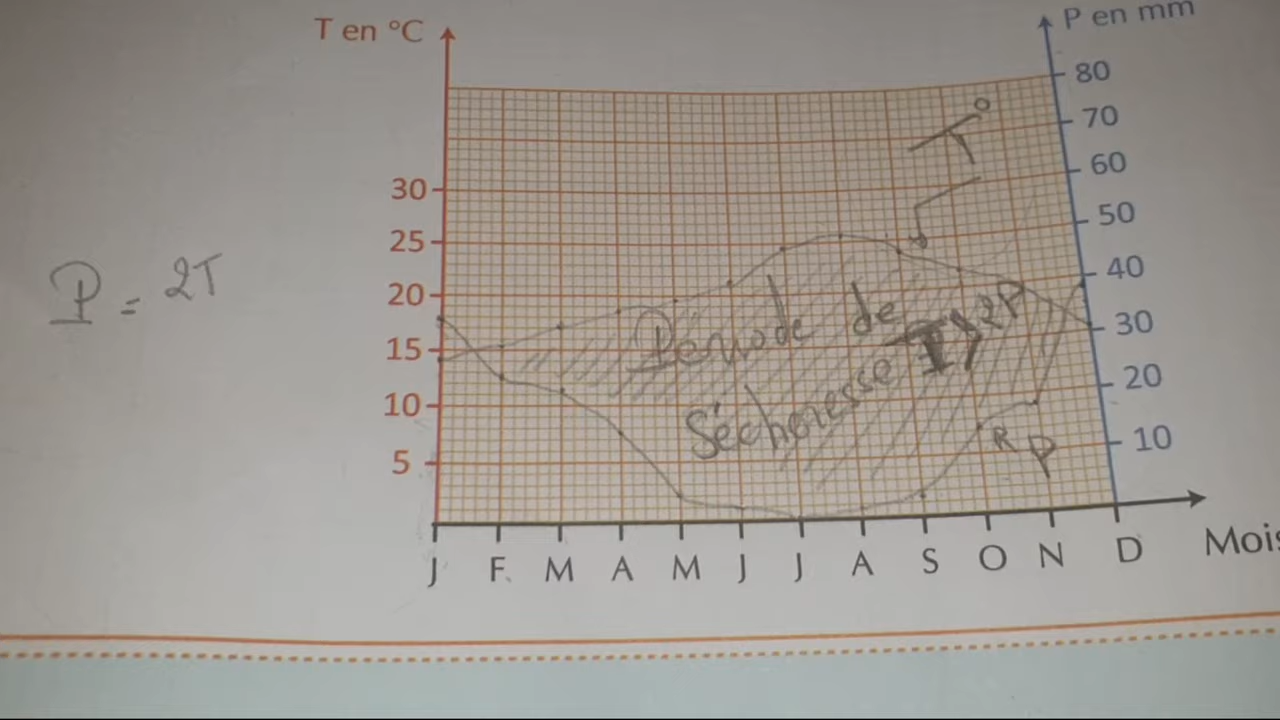 T en °C
P en mm
80
70
60
50
40
30
20
10
30
25
20
15
10
5
P = 2T
T°
Période de
Sécheresse T > 2P
R P
J F M A M J J A S O N D
Mois